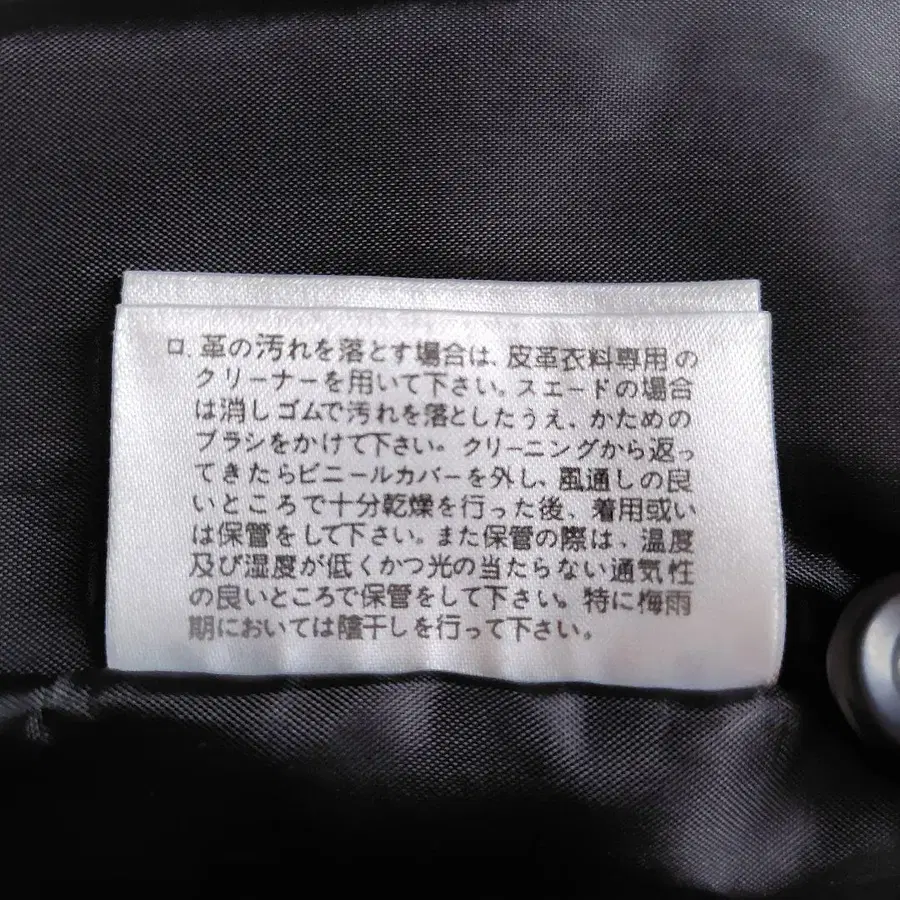 ロ. 革の汚れを落とす場合は、皮革衣料専用の
クリーナーを用いて下さい。スエードの場合
は消しゴムで汚れを落としたうえ、かための
ブラシをかけて下さい。クリーニングから返っ
てきたらビニールカバーを外し、風通しの良
いところで十分乾燥を行った後、着用或い
は保管をして下さい。また保管の際は、温度
及び湿度が低くかつ光の当たらない通気性
の良いところで保管をして下さい。特に梅雨
期においては陰干しを行って下さい。